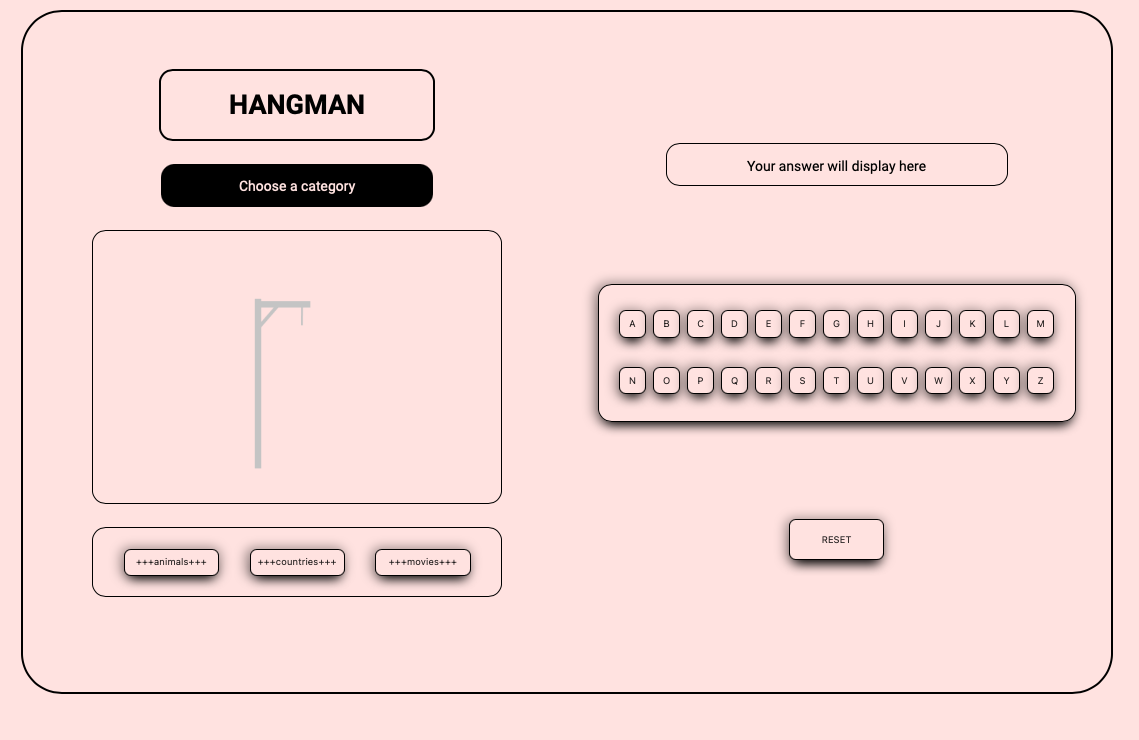 HANGMAN
Choose a category
+++animals+++ +++countries+++ +++movies+++
Your answer will display here
A B C D E F G H I J K L M
N O P Q R S T U V W X Y Z
RESET